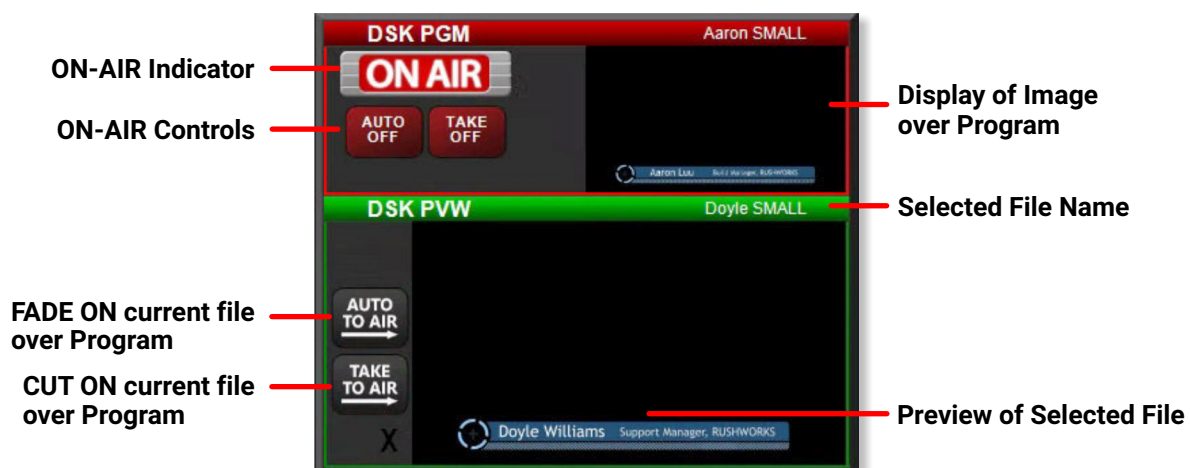 DSK PGM
Aaron SMALL
ON-AIR Indicator
ON AIR
Display of Image
over Program
ON-AIR Controls
AUTO
OFF
TAKE
OFF
Aaron Luu Build Manager, RUSHWORKS
DSK PVW
Doyle SMALL
Selected File Name
FADE ON current file
over Program
AUTO
TO AIR
CUT ON current file
over Program
TAKE
TO AIR
Preview of Selected File
Doyle Williams Support Manager, RUSHWORKS
X